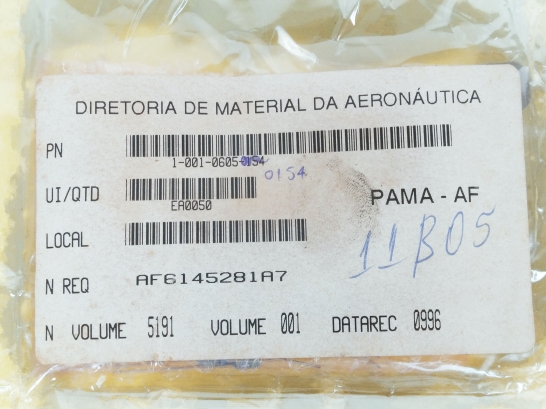 DIRETORIA DE MATERIAL DA AERONÁUTICA
PN
1-001-0605-0154
0154
UI/QTD
EA0050
PAMA - AF
LOCAL
11B05
N REQ AF6145281A7
N VOLUME 5191 VOLUME 001 DATAREC 0996